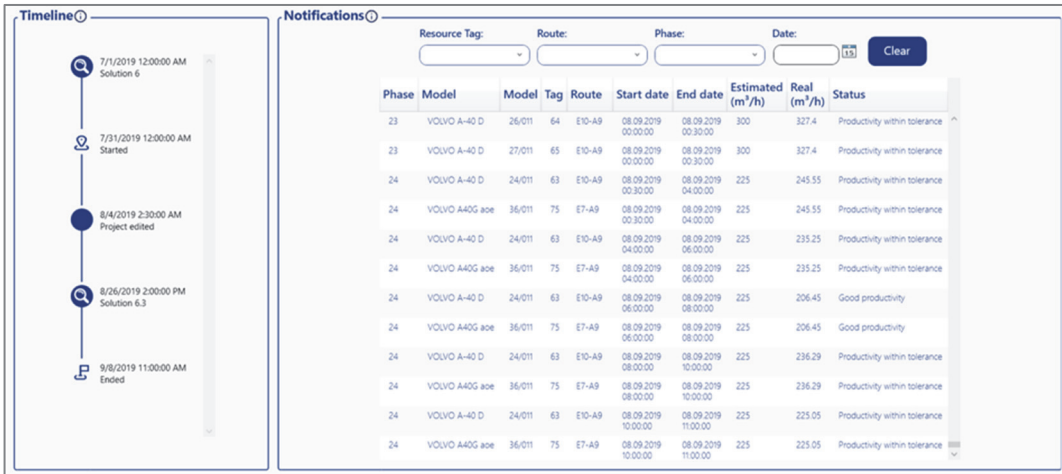 Timeline
7/1/2019 12:00:00 AM
Solution 6
7/31/2019 12:00:00 AM
Started
8/4/2019 2:30:00 AM
Project edited
8/26/2019 2:00:00 PM
Solution 6.3
9/8/2019 11:00:00 AM
Ended
Notifications
Resource Tag: Route: Phase: Date:
15 Clear
Phase Model Model Tag Route Start date End date Estimated (m³/h) Real (m³/h) Status
23 VOLVO A-40 D 26/011 64 E10-A9 08.09.2019 00:00:00 08.09.2019 00:30:00 300 327.4 Productivity within tolerance
23 VOLVO A-40 D 27/011 65 E10-A9 08.09.2019 00:00:00 08.09.2019 00:30:00 300 327.4 Productivity within tolerance
24 VOLVO A-40 D 24/011 63 E10-A9 08.09.2019 00:30:00 08.09.2019 04:00:00 225 245.55 Productivity within tolerance
24 VOLVO A40G aoe 36/011 75 E7-A9 08.09.2019 00:30:00 08.09.2019 04:00:00 225 245.55 Productivity within tolerance
24 VOLVO A-40 D 24/011 63 E10-A9 08.09.2019 04:00:00 08.09.2019 06:00:00 225 235.25 Productivity within tolerance
24 VOLVO A40G aoe 36/011 75 E7-A9 08.09.2019 04:00:00 08.09.2019 06:00:00 225 235.25 Productivity within tolerance
24 VOLVO A-40 D 24/011 63 E10-A9 08.09.2019 06:00:00 08.09.2019 08:00:00 225 206.45 Good productivity
24 VOLVO A40G aoe 36/011 75 E7-A9 08.09.2019 06:00:00 08.09.2019 08:00:00 225 206.45 Good productivity
24 VOLVO A-40 D 24/011 63 E10-A9 08.09.2019 08:00:00 08.09.2019 10:00:00 225 236.29 Productivity within tolerance
24 VOLVO A40G aoe 36/011 75 E7-A9 08.09.2019 08:00:00 08.09.2019 10:00:00 225 236.29 Productivity within tolerance
24 VOLVO A-40 D 24/011 63 E10-A9 08.09.2019 10:00:00 08.09.2019 11:00:00 225 225.05 Productivity within tolerance
24 VOLVO A40G aoe 36/011 75 E7-A9 08.09.2019 10:00:00 08.09.2019 11:00:00 225 225.05 Productivity within tolerance